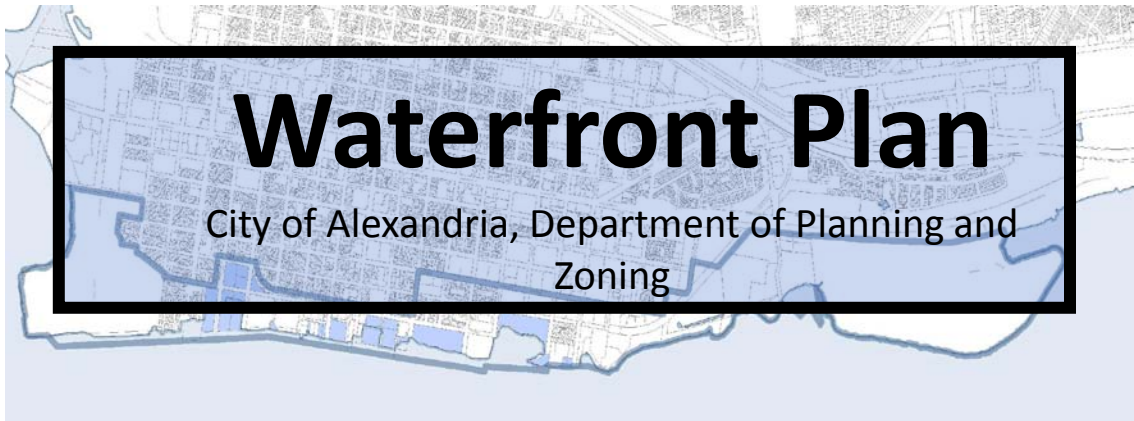 Waterfront Plan
City of Alexandria, Department of Planning and
Zoning